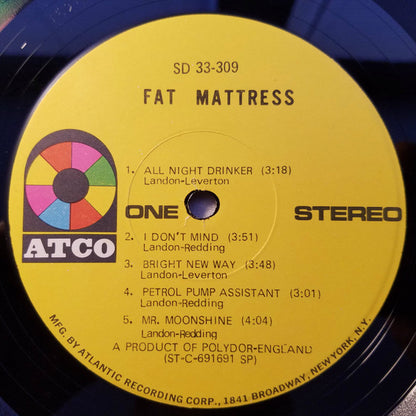 SD 33-309
FAT MATTRESS
1. ALL NIGHT DRINKER (3:18)
Landon-Leverton
ONE
STEREO
2. I DON'T MIND (3:51)
Landon-Redding
3. BRIGHT NEW WAY (3:48)
Landon-Leverton
4. PETROL PUMP ASSISTANT (3:01)
Landon-Redding
5. MR. MOONSHINE (4:04)
Landon-Redding
A PRODUCT OF POLYDOR-ENGLAND
(ST-C-691691 SP)
ATCO
MFG. BY ATLANTIC RECORDING CORP., 1841 BROADWAY, NEW YORK, N.Y.